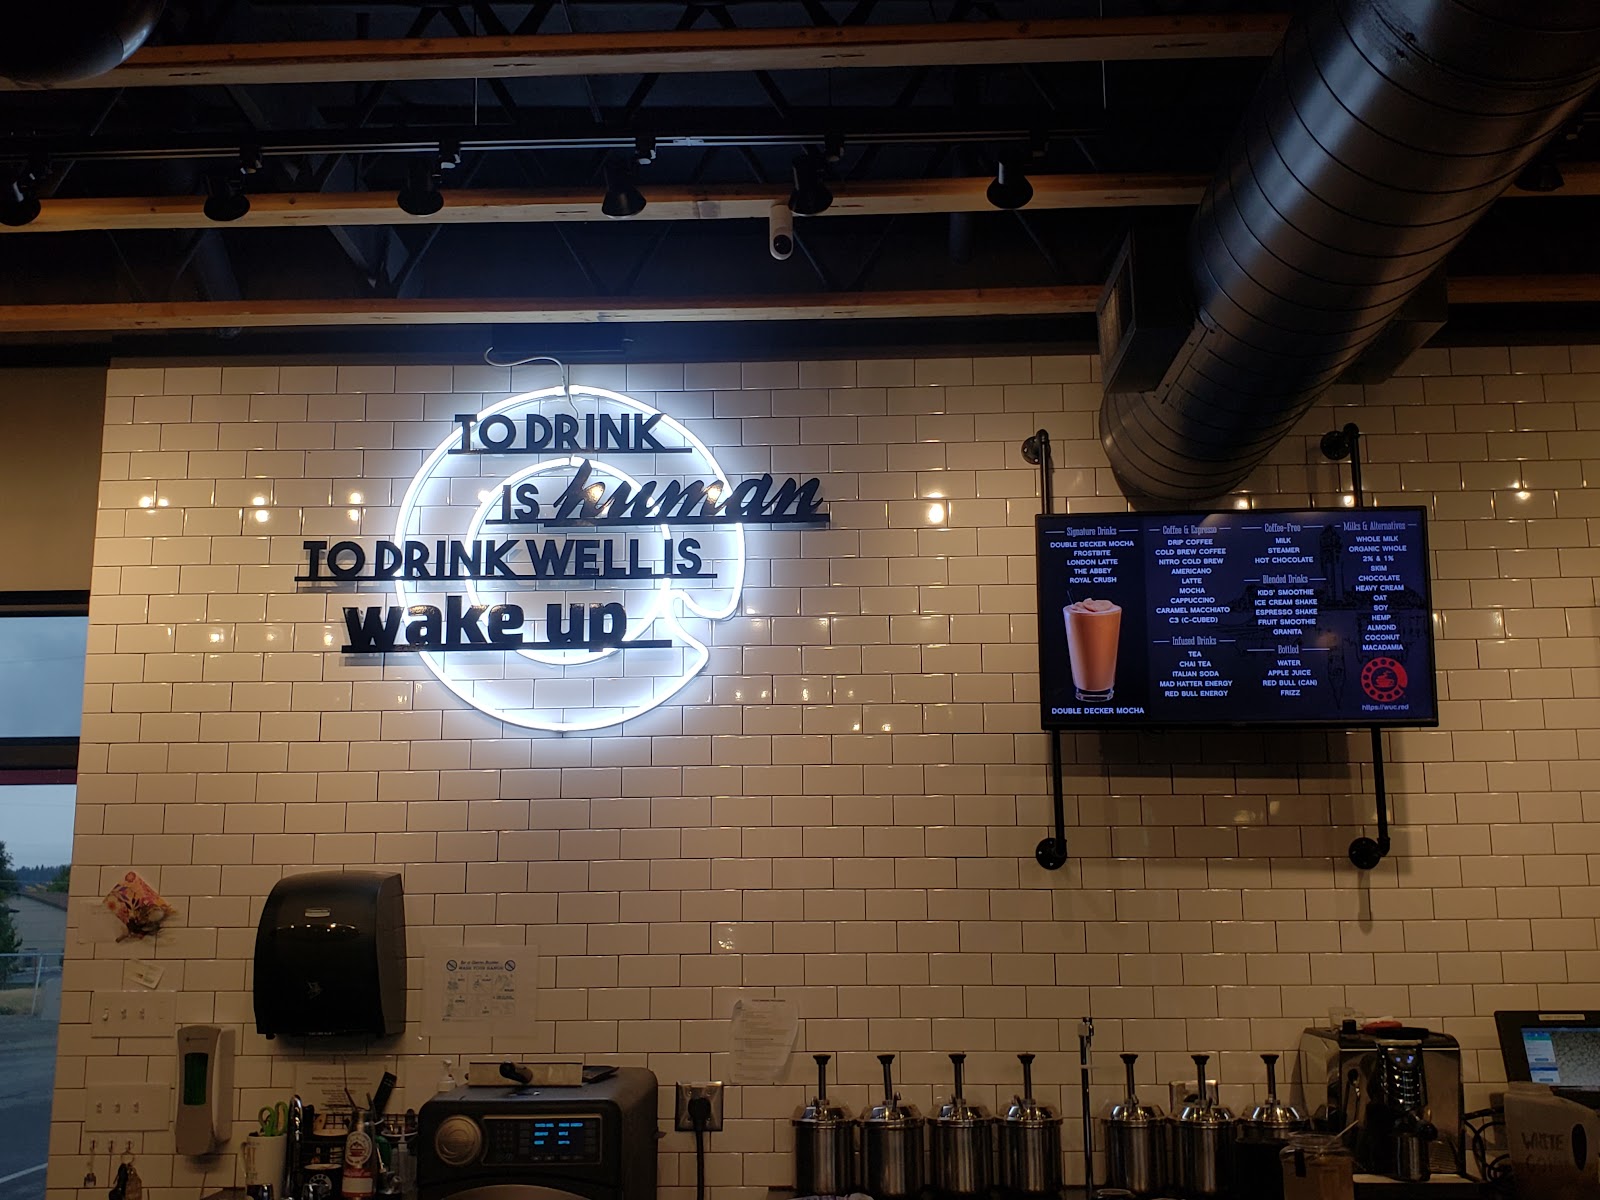 TO DRINK
IS human
TO DRINK WELL IS
wake up
Signature Drinks
DOUBLE DECKER MOCHA
FROSTBITE
LONDON LATTE
THE ABBEY
ROYAL CRUSH
DOUBLE DECKER MOCHA
Coffee & Espresso
DRIP COFFEE
COLD BREW COFFEE
NITRO COLD BREW
AMERICANO
LATTE
MOCHA
CAPPUCCINO
CARAMEL MACCHIATO
C3 (C-CUBED)
Infused Drinks
TEA
CHAI TEA
ITALIAN SODA
MAD HATTER ENERGY
RED BULL ENERGY
Coffee-Free
MILK
STEAMER
HOT CHOCOLATE
Blended Drinks
KIDS' SMOOTHIE
ICE CREAM SHAKE
ESPRESSO SHAKE
FRUIT SMOOTHIE
GRANITA
Bottled
WATER
APPLE JUICE
RED BULL (CAN)
FRIZZ
Milks & Alternatives
WHOLE MILK
ORGANIC WHOLE
2% & 1%
SKIM
CHOCOLATE
HEAVY CREAM
OAT
SOY
HEMP
ALMOND
COCONUT
MACADAMIA
https://wuc.red
WASH YOUR HANDS
WHITE